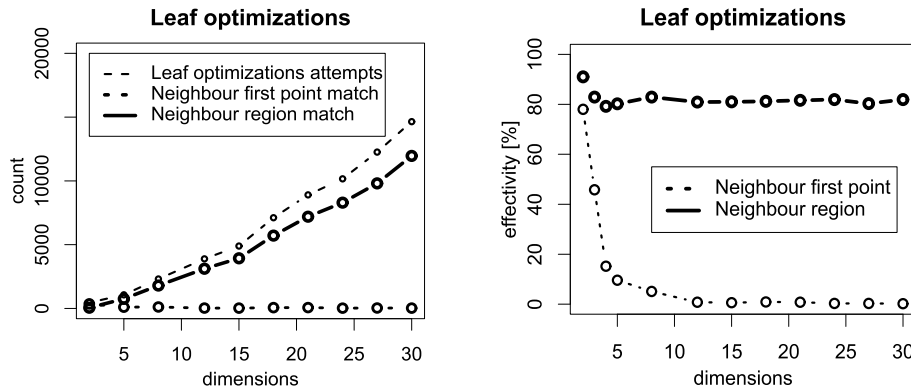 Leaf optimizations
count
20000
10000
5000
0
Leaf optimizations attempts
Neighbour first point match
Neighbour region match
5 10 15 20 25 30
dimensions
Leaf optimizations
effectivity [%]
100
80
60
40
20
0
Neighbour first point
Neighbour region
5 10 15 20 25 30
dimensions